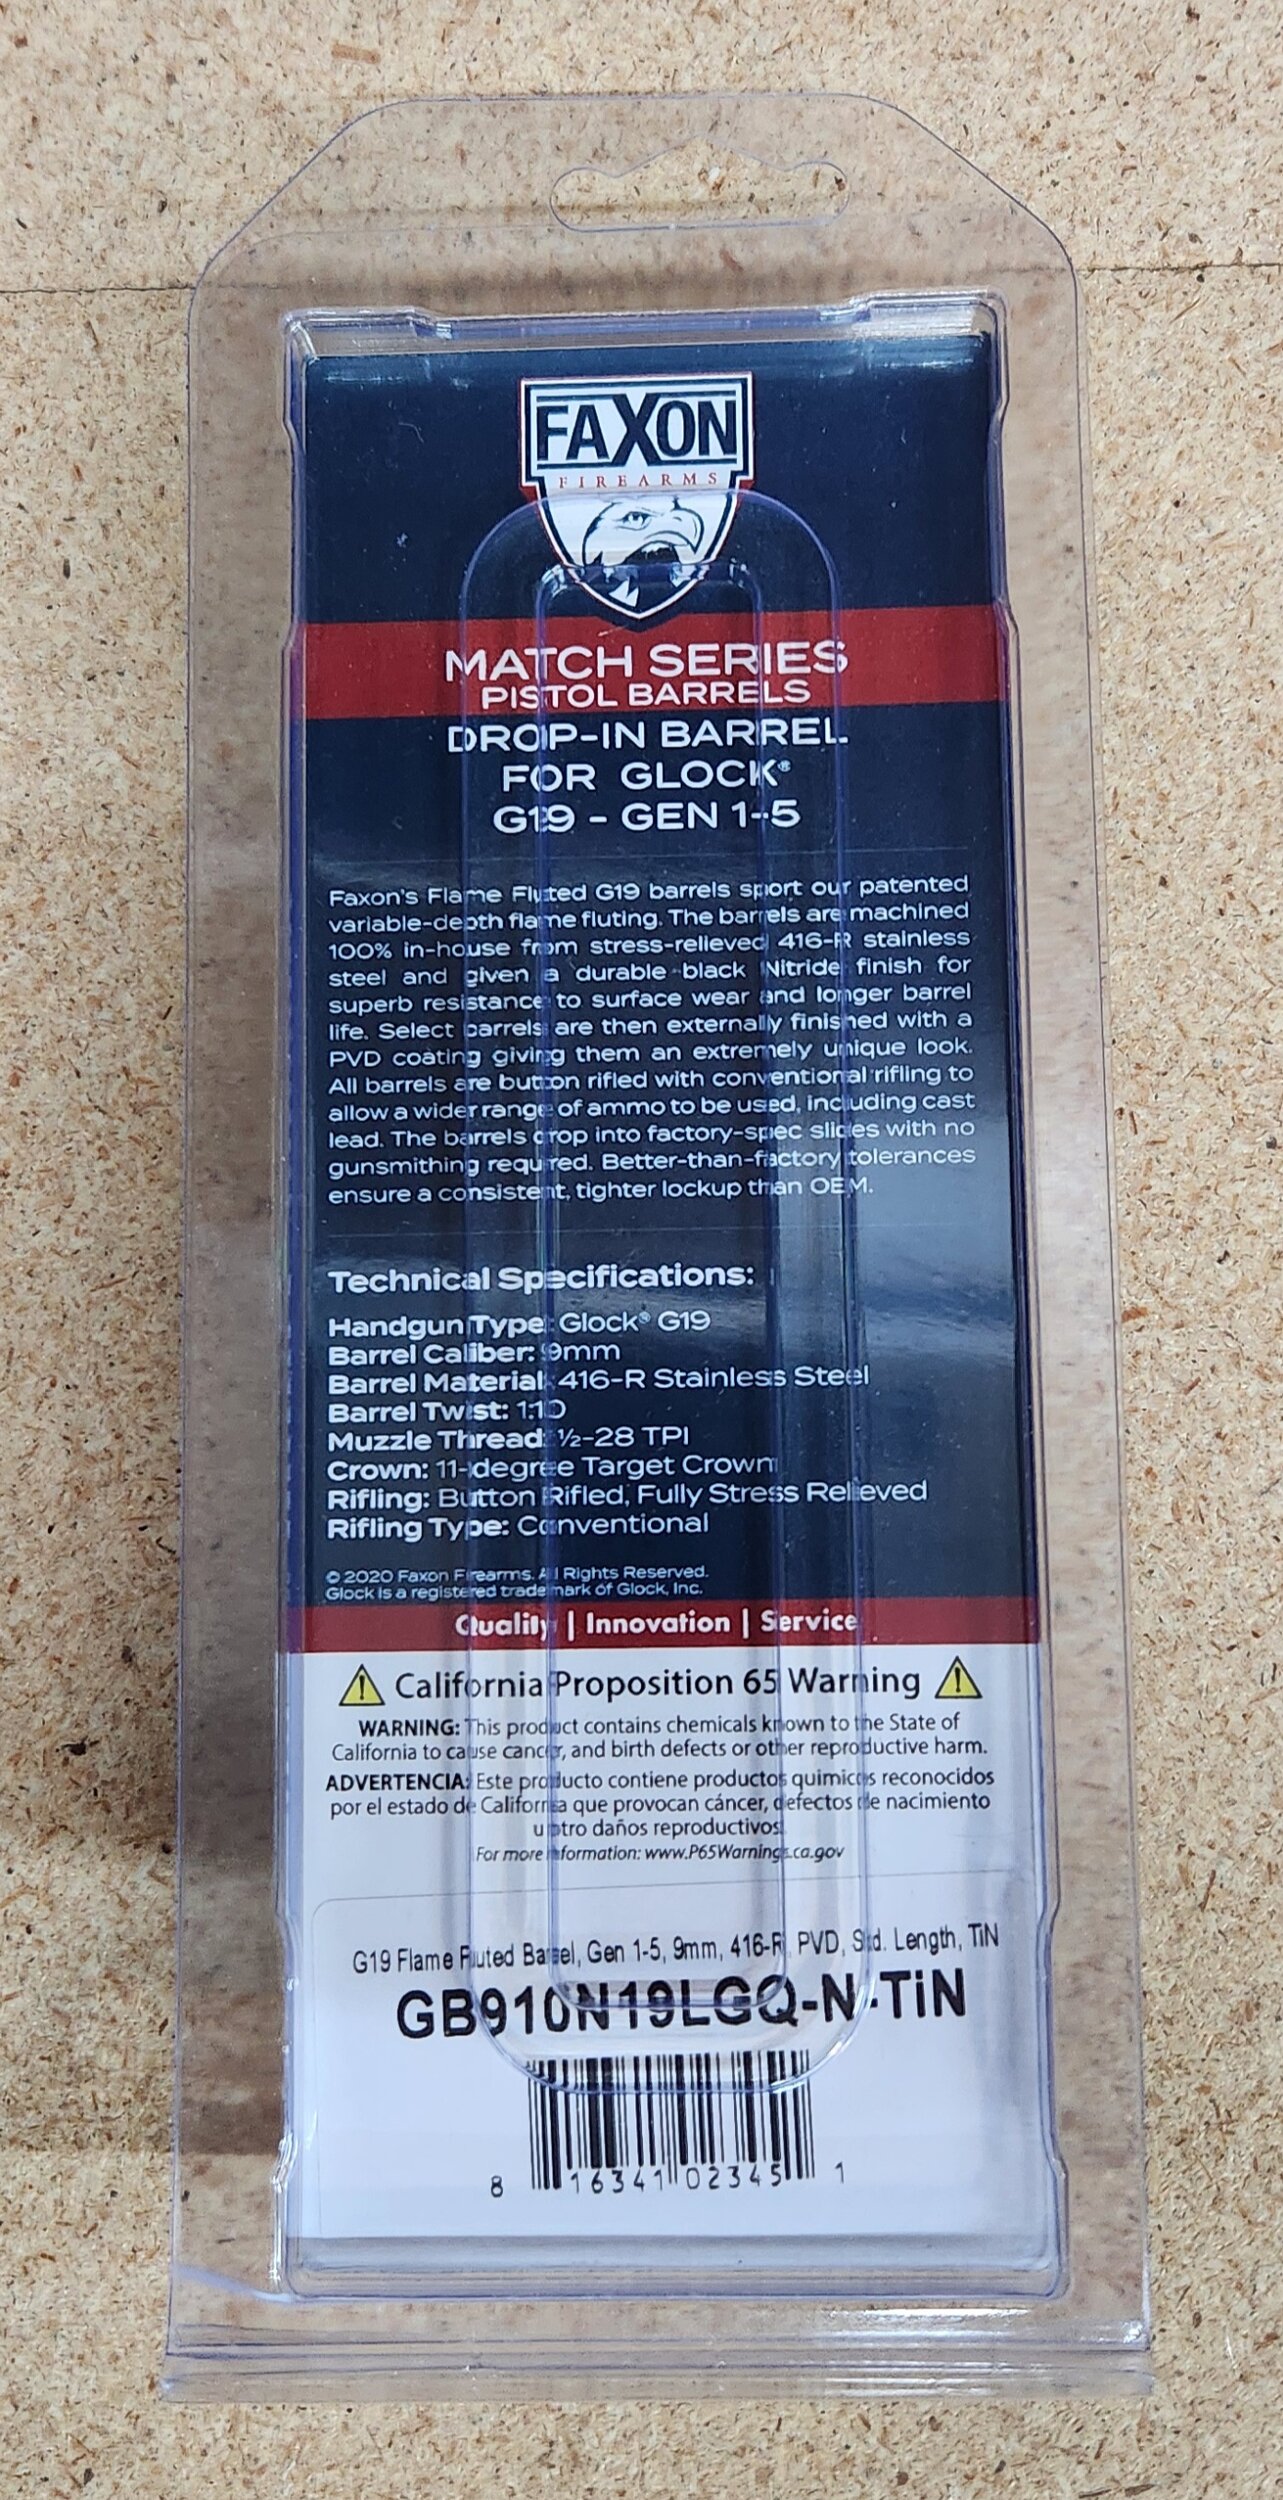 FAXON
FIREARMS
MATCH SERIES
PISTOL BARRELS
DROP-IN BARREL
FOR GLOCK®
G19 - GEN 1-5
Faxon's Flame Fluted G19 barrels sport our patented
variable-depth flame fluting. The barrels are machined
100% in-house from stress-relieved 416-R stainless
steel and given a durable black Nitride finish for
superb resistance to surface wear and longer barrel
life. Select barrels are then externally finished with a
PVD coating giving them an extremely unique look.
All barrels are button rifled with conventional rifling to
allow a wider range of ammo to be used, including cast
lead. The barrels drop into factory-spec slides with no
gunsmithing required. Better-than-factory tolerances
ensure a consistent, tighter lockup than OEM.
Technical Specifications:
Handgun Type: Glock® G19
Barrel Caliber: 9mm
Barrel Material: 416-R Stainless Steel
Barrel Twist: 1:10
Muzzle Thread: ½-28 TPI
Crown: 11-degree Target Crown
Rifling: Button Rifled, Fully Stress Relieved
Rifling Type: Conventional
© 2020 Faxon Firearms. All Rights Reserved.
Glock is a registered trademark of Glock, Inc.
Quality | Innovation | Service
California Proposition 65 Warning
WARNING: This product contains chemicals known to the State of
California to cause cancer, and birth defects or other reproductive harm.
ADVERTENCIA: Este producto contiene productos quimicos reconocidos
por el estado de California que provocan cáncer, defectos de nacimiento
u otro daños reproductivos.
For more information: www.P65Warnings.ca.gov
G19 Flame Fluted Barrel, Gen 1-5, 9mm, 416-R, PVD, Std. Length, TiN
GB910N19LGQ-N-TiN
8 16341 02345 1